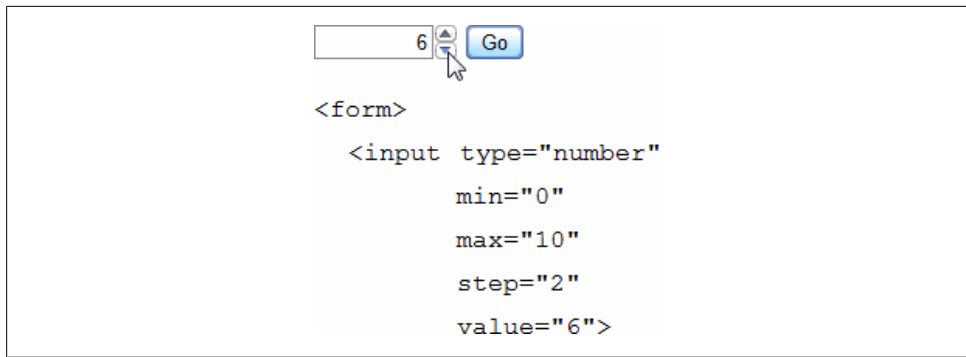 6 Go
<form>
<input type="number"
min="0"
max="10"
step="2"
value="6">